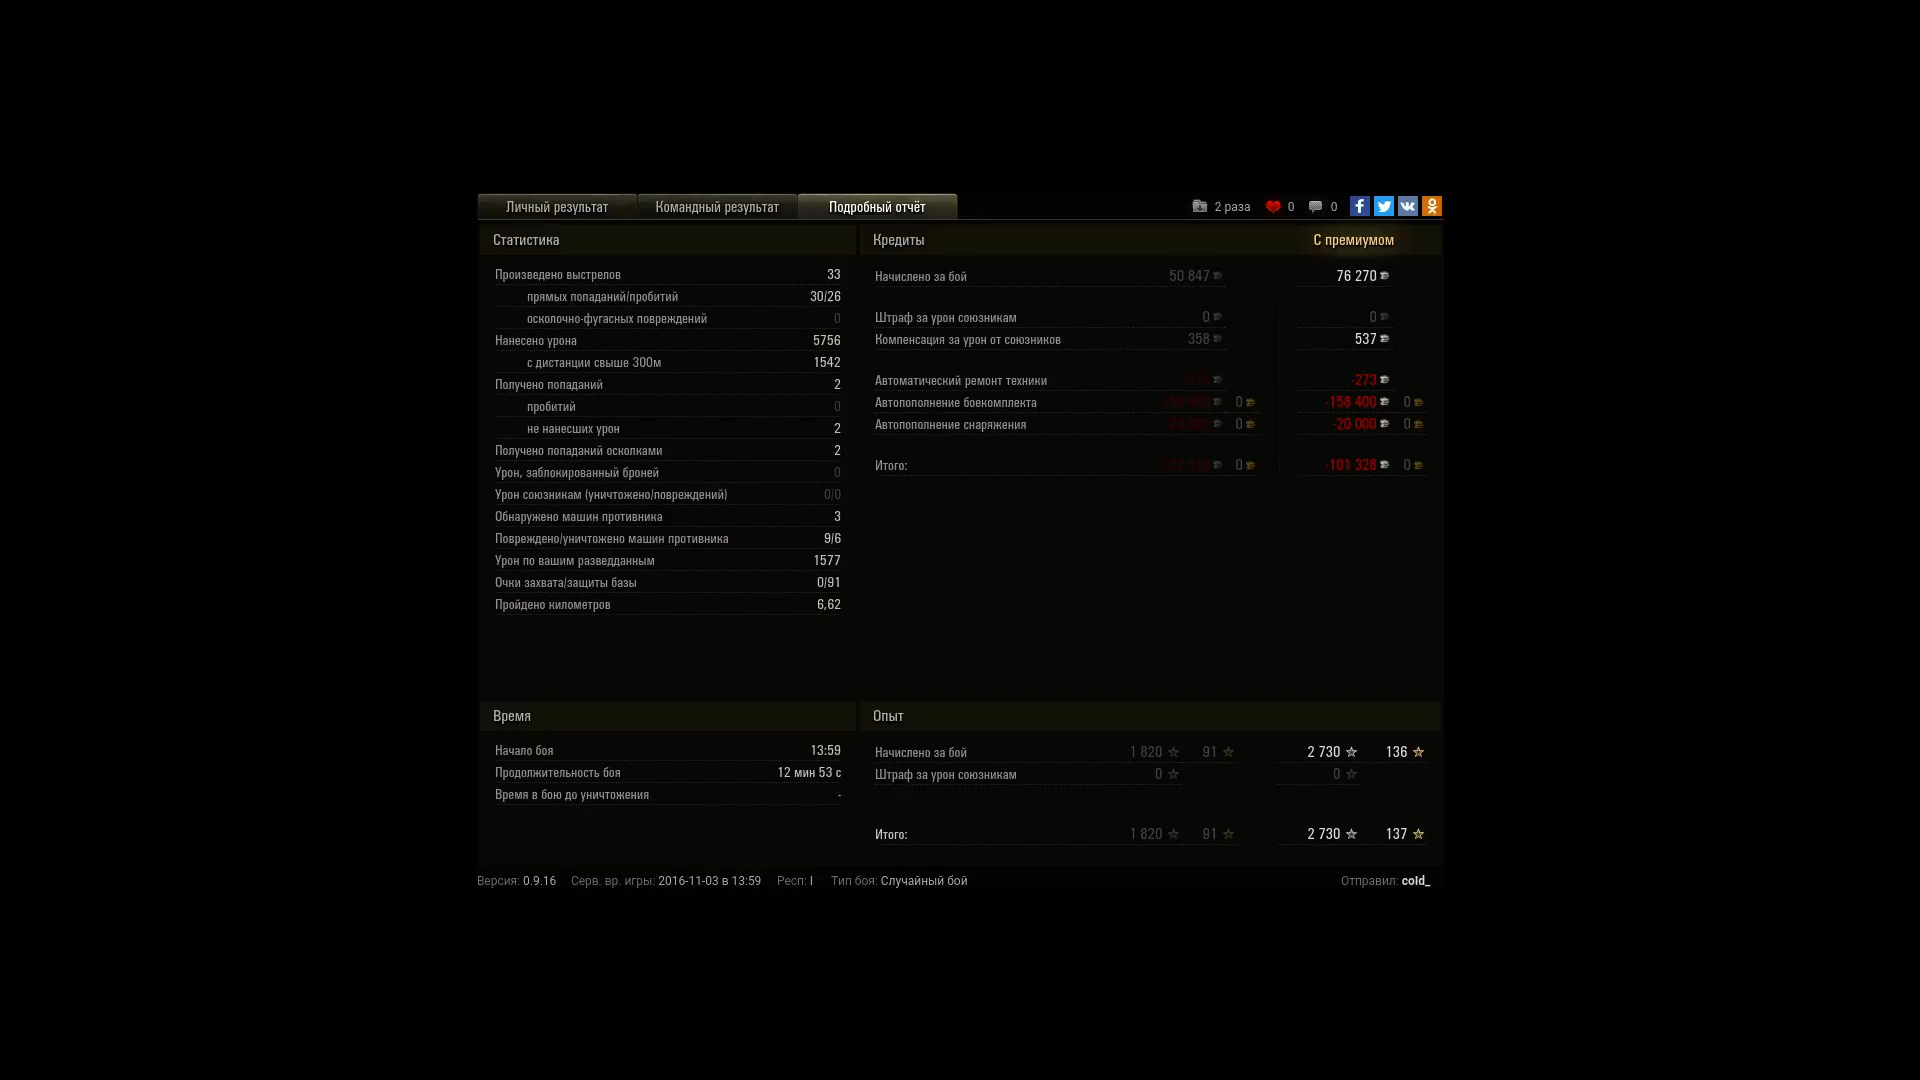 Личный результат Командный результат Подробный отчёт 2 раза 0 0
Статистика
Произведено выстрелов 33
прямых попаданий/пробитий 30/26
осколочно-фугасных повреждений 0
Нанесено урона 5756
с дистанции свыше 300м 1542
Получено попаданий 2
пробитий 0
не нанесших урон 2
Получено попаданий осколками 2
Урон, заблокированный броней 0
Урон союзникам (уничтожено/повреждений) 0/0
Обнаружено машин противника 3
Повреждено/уничтожено машин противника 9/6
Урон по вашим разведданным 1577
Очки захвата/защиты базы 0/91
Пройдено километров 6,62
Кредиты С премиумом
Начислено за бой 50 847 76 270
Штраф за урон союзникам 0 0
Компенсация за урон от союзников 358 537
Автоматический ремонт техники -273
Автопополнение боекомплекта 0 -158 400 0
Автопополнение снаряжения 0 -20 000 0
Итого: 0 -101 328 0
Время
Начало боя 13:59
Продолжительность боя 12 мин 53 с
Время в бою до уничтожения -
Опыт
Начислено за бой 1 820 91 2 730 136
Штраф за урон союзникам 0 0
Итого: 1 820 91 2 730 137
Версия: 0.9.16 Серв. вр. игры: 2016-11-03 в 13:59 Респ: I Тип боя: Случайный бой Отправил: cold_